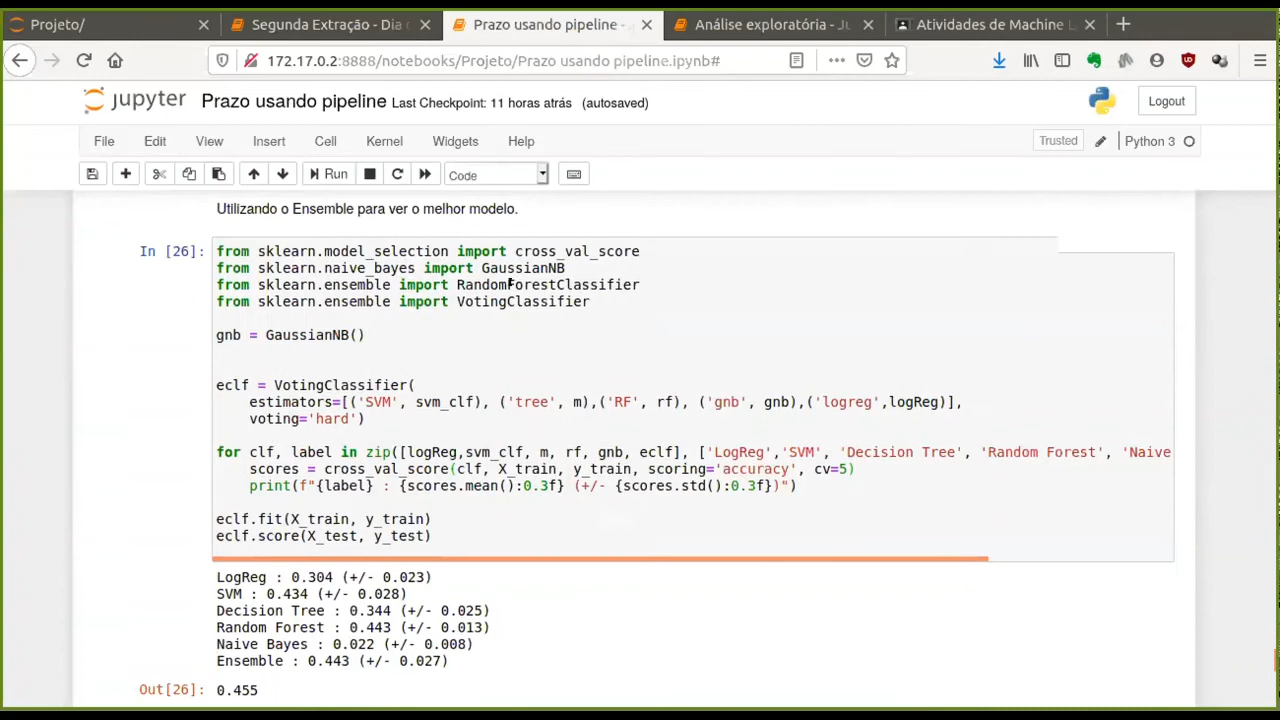 Projeto/
Segunda Extração - Dia
Prazo usando pipeline -
Análise exploratória - Ju
Atividades de Machine L
172.17.0.2:8888/notebooks/Projeto/Prazo usando pipeline.ipynb#
jupyter Prazo usando pipeline Last Checkpoint: 11 horas atrás (autosaved)
Logout
File Edit View Insert Cell Kernel Widgets Help
Trusted
Python 3
Run
Code
Utilizando o Ensemble para ver o melhor modelo.
In [26]:
from sklearn.model_selection import cross_val_score
from sklearn.naive_bayes import GaussianNB
from sklearn.ensemble import RandomForestClassifier
from sklearn.ensemble import VotingClassifier
gnb = GaussianNB()
eclf = VotingClassifier(
estimators=[('SVM', svm_clf), ('tree', m),('RF', rf), ('gnb', gnb),('logreg',logReg)],
voting='hard')
for clf, label in zip([logReg,svm_clf, m, rf, gnb, eclf], ['LogReg','SVM', 'Decision Tree', 'Random Forest', 'Naive
scores = cross_val_score(clf, X_train, y_train, scoring='accuracy', cv=5)
print(f"{label} : {scores.mean():0.3f} (+/- {scores.std():0.3f})")
eclf.fit(X_train, y_train)
eclf.score(X_test, y_test)
LogReg : 0.304 (+/- 0.023)
SVM : 0.434 (+/- 0.028)
Decision Tree : 0.344 (+/- 0.025)
Random Forest : 0.443 (+/- 0.013)
Naive Bayes : 0.022 (+/- 0.008)
Ensemble : 0.443 (+/- 0.027)
Out[26]: 0.455